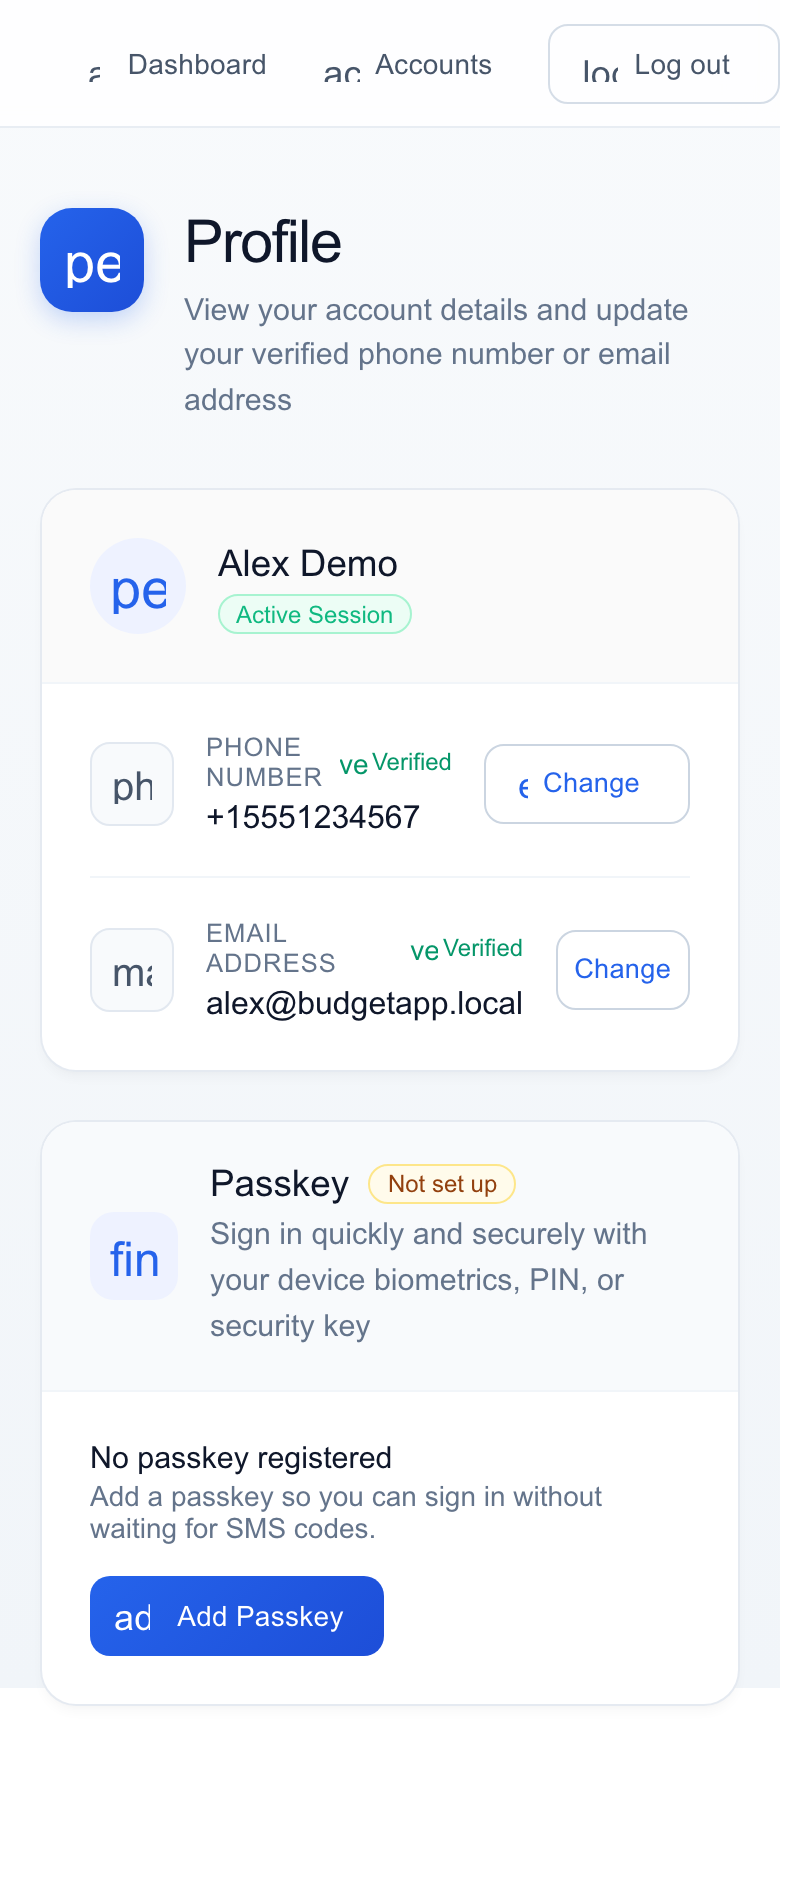 Dashboard
ac Accounts
Log out
pe
Profile
View your account details and update
your verified phone number or email
address
pe
Alex Demo
Active Session
ph
PHONE
NUMBER
ve Verified
+15551234567
Change
EMAIL
ADDRESS
ve Verified
alex@budgetapp.local
Change
Passkey
Not set up
fin
Sign in quickly and securely with
your device biometrics, PIN, or
security key
No passkey registered
Add a passkey so you can sign in without
waiting for SMS codes.
ad Add Passkey